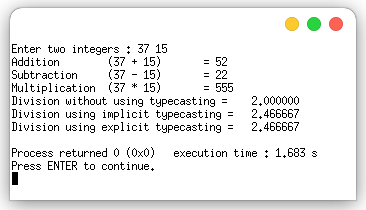 Enter two integers : 37 15
Addition       (37 + 15)      = 52
Subtraction    (37 - 15)      = 22
Multiplication (37 * 15)      = 555
Division without using typecasting =    2.000000
Division using implicit typecasting =   2.466667
Division using explicit typecasting =   2.466667
Process returned 0 (0x0)   execution time : 1.683 s
Press ENTER to continue.